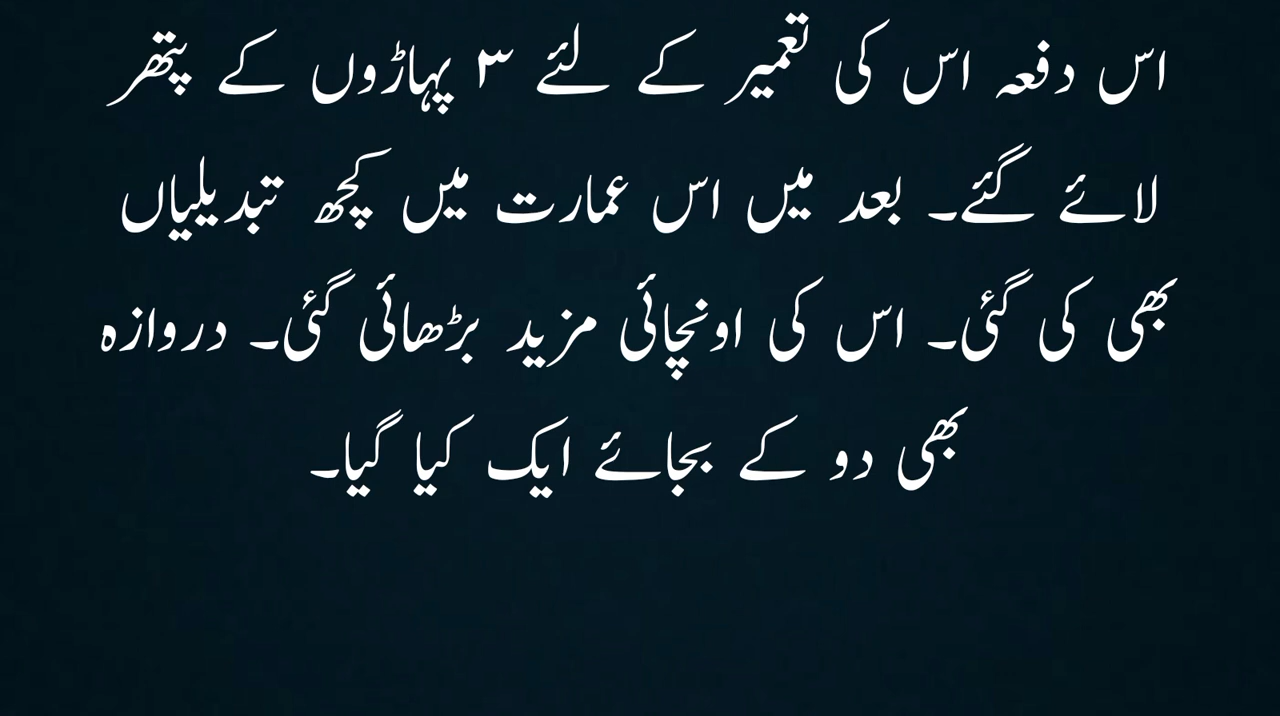 اس دفعہ اس کی تعمیر کے لئے ۳ پہاڑوں کے پتھر
لائے گئے۔ بعد میں اس عمارت میں کچھ تبدیلیاں
بھی کی گئی۔ اس کی اونچائی مزید بڑھائی گئی۔ دروازہ
بھی دو کے بجائے ایک کیا گیا۔